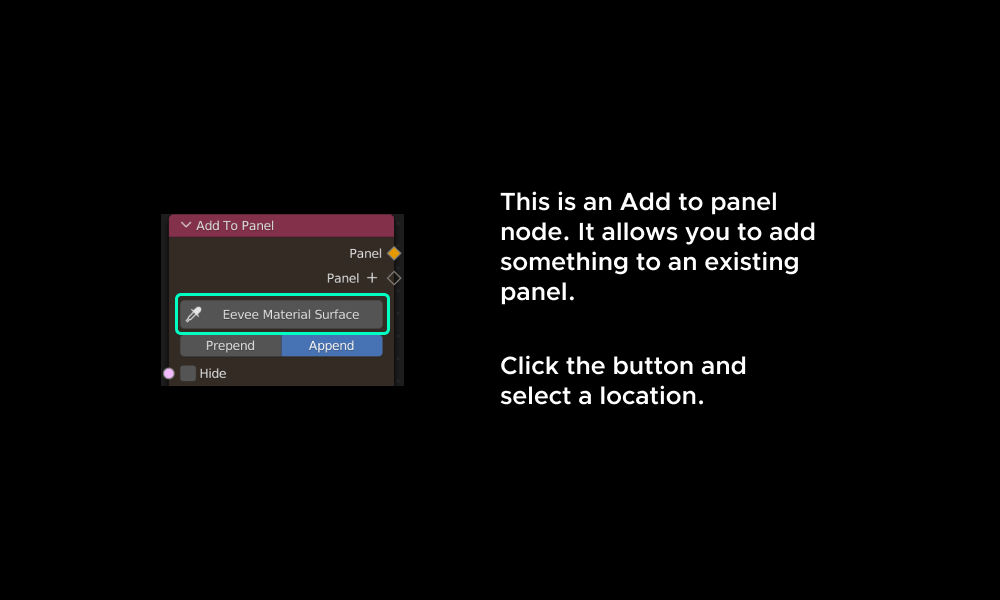 Add To Panel
Panel
Panel +
Eevee Material Surface
Prepend Append
Hide
This is an Add to panel
node. It allows you to add
something to an existing
panel.
Click the button and
select a location.